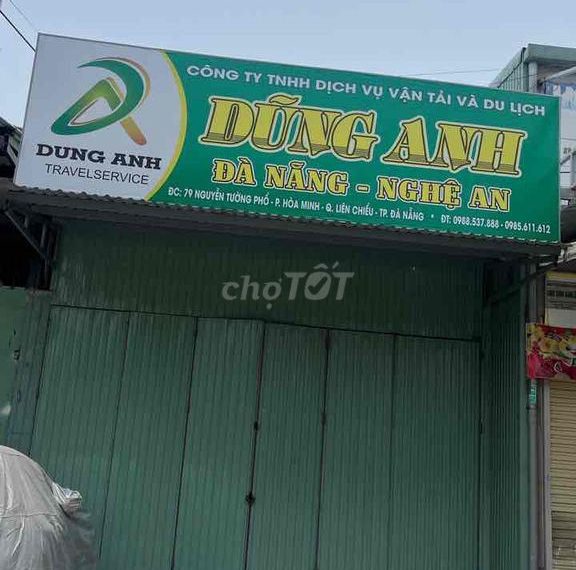 DUNG ANH
TRAVELSERVICE
CÔNG TY TNHH DỊCH VỤ VẬN TẢI VÀ DU LỊCH
DŨNG ANH
ĐÀ NẴNG - NGHỆ AN
ĐC: 79 NGUYỄN TƯỜNG PHỔ - P. HÒA MINH - Q. LIÊN CHIỂU - TP. ĐÀ NẴNG * ĐT: 0988.537.888 - 0985.611.612
chợTỐT